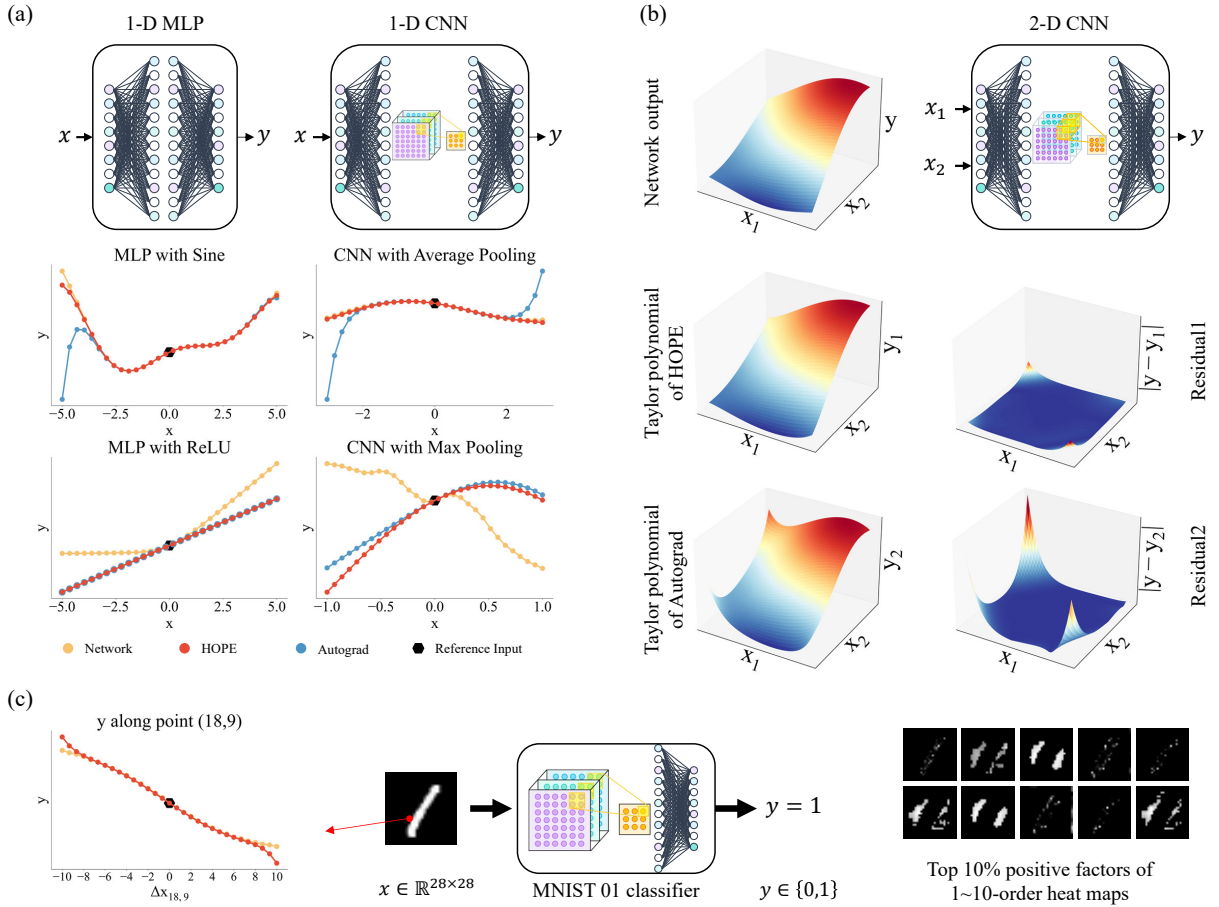 (a)
1-D MLP
1-D CNN
x
y
x
y
MLP with Sine
y
−5.0
−2.5
0.0
2.5
5.0
x
CNN with Average Pooling
y
−2
0
2
x
MLP with ReLU
y
−5.0
−2.5
0.0
2.5
5.0
x
CNN with Max Pooling
y
−1.0
−0.5
0.0
0.5
1.0
x
Network
HOPE
Autograd
Reference Input
(b)
2-D CNN
Network output
y
x₁
x₂
x₁
x₂
y
Taylor polynomial
of HOPE
y₁
x₁
x₂
|y − y₁|
x₁
x₂
Residual1
Taylor polynomial
of Autograd
y₂
x₁
x₂
|y − y₂|
x₁
x₂
Residual2
(c)
y along point (18,9)
y
−10 −8 −6 −4 −2 0 2 4 6 8 10
Δx₁₈, ₉
x ∈ ℝ²⁸ˣ²⁸
MNIST 01 classifier
y = 1
y ∈ {0,1}
Top 10% positive factors of
1~10-order heat maps